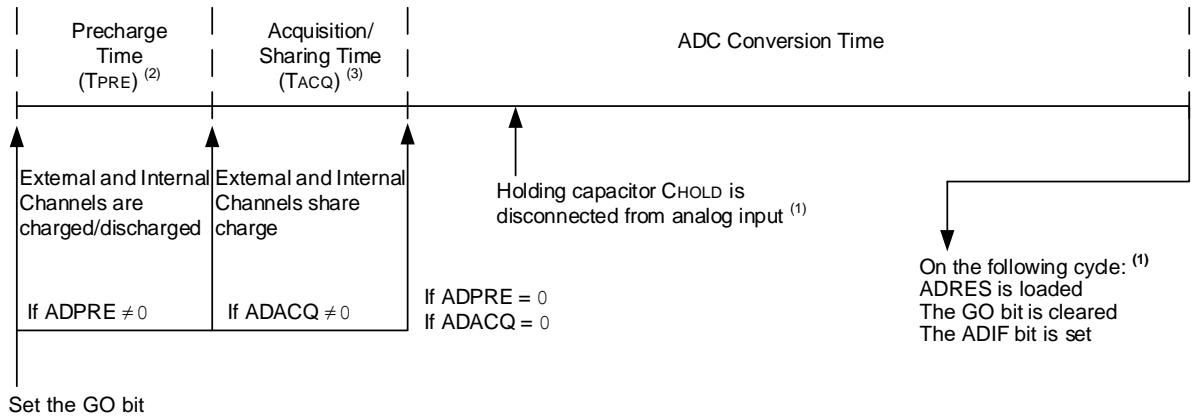 Precharge
Time
(TPRE) (2)
Acquisition/
Sharing Time
(TACQ) (3)
ADC Conversion Time
External and Internal
Channels are
charged/discharged
External and Internal
Channels share
charge
Holding capacitor CHOLD is
disconnected from analog input (1)
If ADPRE ≠ 0
If ADACQ ≠ 0
If ADPRE = 0
If ADACQ = 0
On the following cycle: (1)
ADRES is loaded
The GO bit is cleared
The ADIF bit is set
Set the GO bit